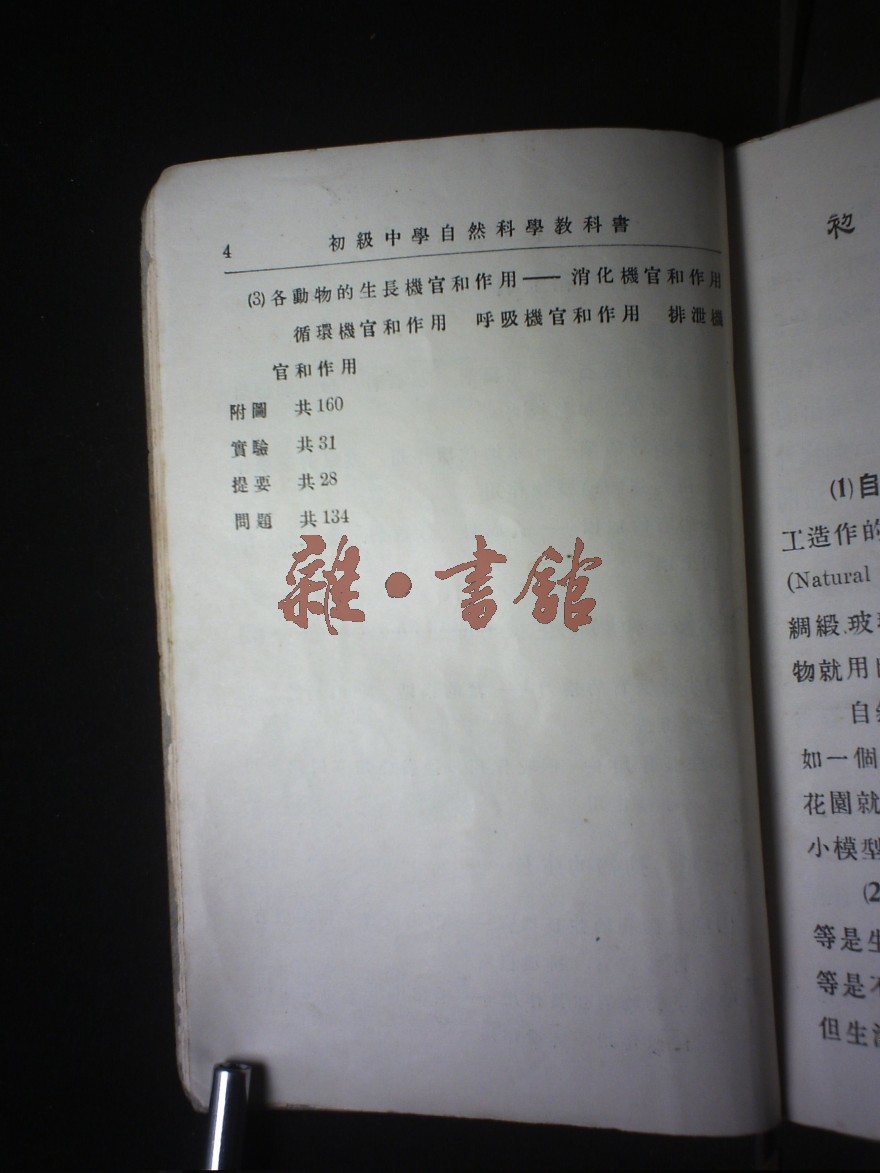 4 初級中學自然科學教科書
(3)各動物的生長機官和作用——消化機官和作用
循環機官和作用 呼吸機官和作用 排泄機
官和作用
附圖 共160
實驗 共31
提要 共28
問題 共134
雜·書館
初
(1)自
工造作的
(Natural
綢緞.玻
物就用
自
如一個
花園就
小模型
(2
等是生
等是不
但生活